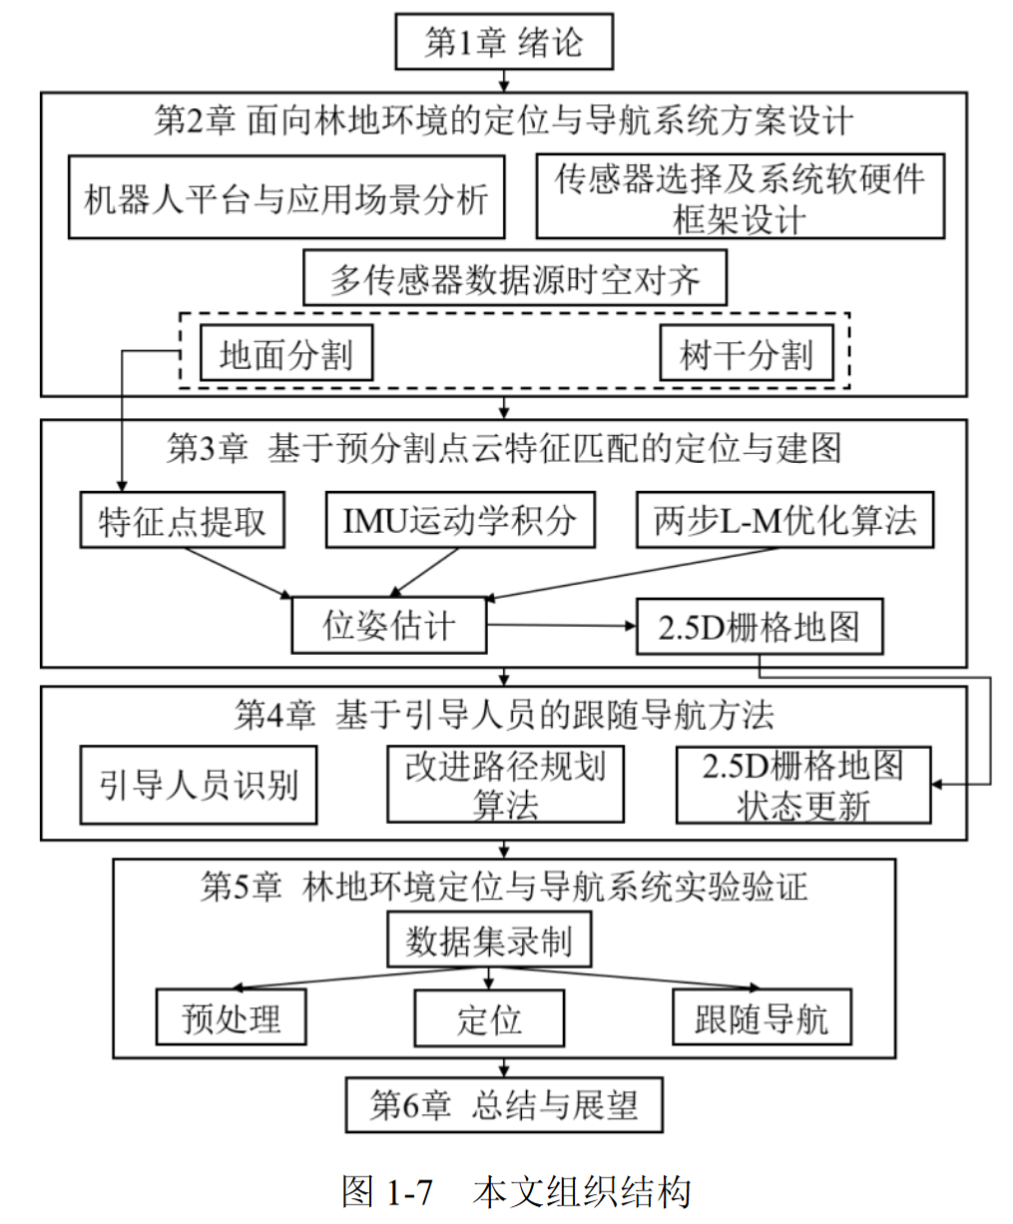 第1章 绪论
第2章 面向林地环境的定位与导航系统方案设计
机器人平台与应用场景分析
传感器选择及系统软硬件
框架设计
多传感器数据源时空对齐
地面分割
树干分割
第3章 基于预分割点云特征匹配的定位与建图
特征点提取
IMU运动学积分
两步L-M优化算法
位姿估计
2.5D栅格地图
第4章 基于引导人员的跟随导航方法
引导人员识别
改进路径规划
算法
2.5D栅格地图
状态更新
第5章 林地环境定位与导航系统实验验证
数据集录制
预处理
定位
跟随导航
第6章 总结与展望
图 1-7 本文组织结构